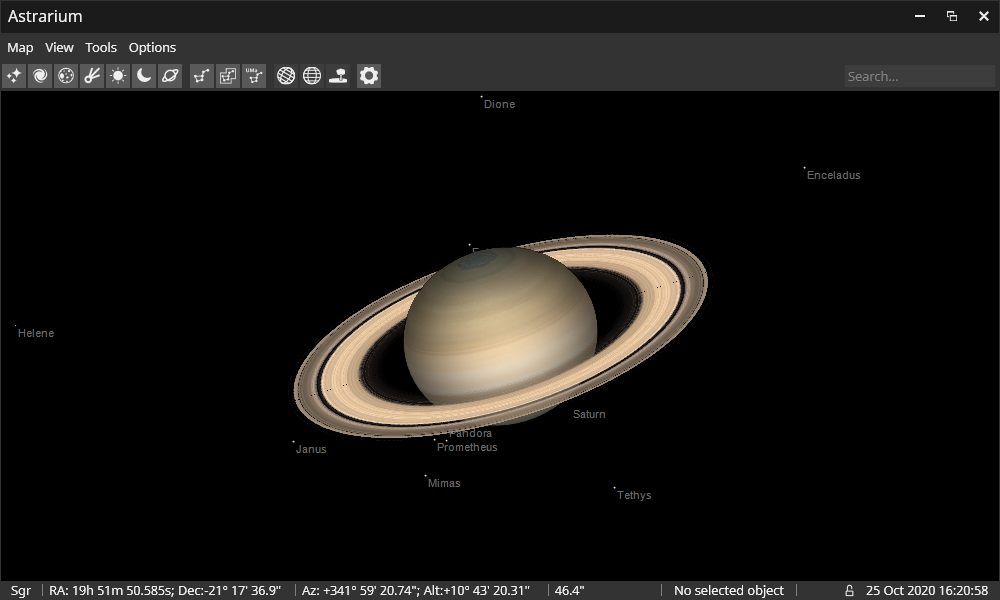 Astrarium
Map View Tools Options
Search...
Dione
Enceladus
Helene
Saturn
Pandora
Janus
Prometheus
Mimas
Tethys
Sgr RA: 19h 51m 50.585s; Dec:-21° 17' 36.9" Az: +341° 59' 20.74"; Alt:+10° 43' 20.31" 46.4" No selected object 25 Oct 2020 16:20:58